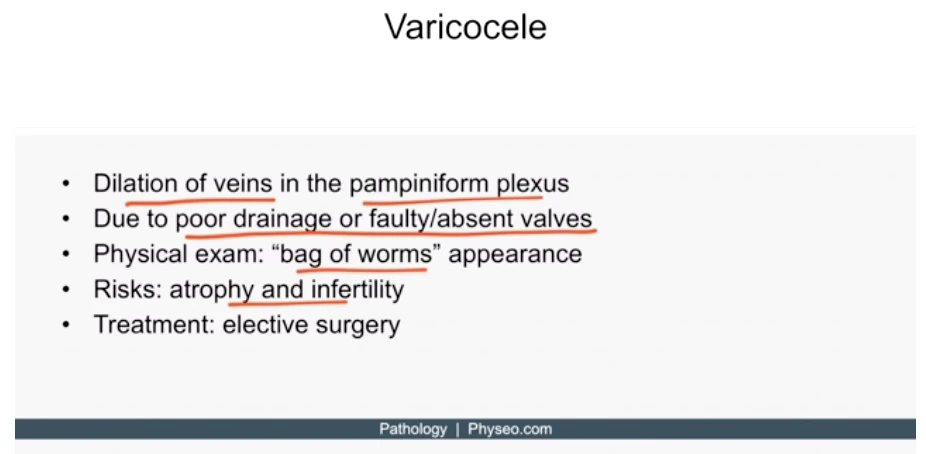 Varicocele
• Dilation of veins in the pampiniform plexus
• Due to poor drainage or faulty/absent valves
• Physical exam: “bag of worms” appearance
• Risks: atrophy and infertility
• Treatment: elective surgery
Pathology | Physeo.com